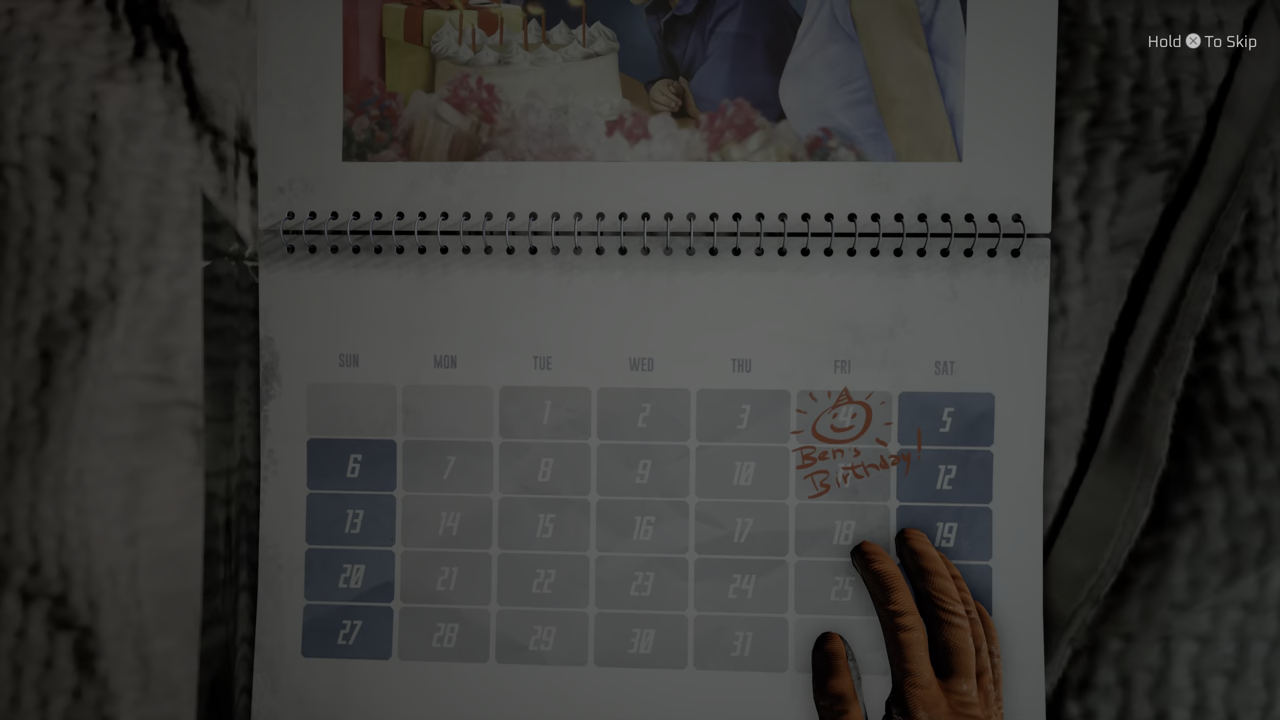 Hold ⊗ To Skip
SUN MON TUE WED THU FRI SAT
1 2 3 4 5
Ben's
Birthday!
6 7 8 9 10 12
13 14 15 16 17 18 19
20 21 22 23 24 25
27 28 29 30 31